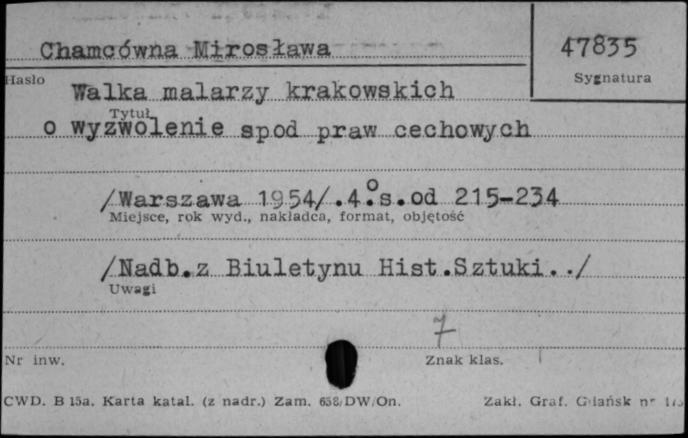 Chamcówna Mirosława
47835
Hasło
Sygnatura
Walka malarzy krakowskich
Tytuł
o wyzwolenie spod praw cechowych
/Warszawa 1954/.4°s.od 215-234
Miejsce, rok wyd., nakładca, format, objętość
/Nadb.z Biuletynu Hist.Sztuki../
Uwagi
7
Nr inw.
Znak klas.
CWD. B 15a. Karta katal. (z nadr.) Zam. 658/DW/On.
Zakł. Graf. Gdańsk nr